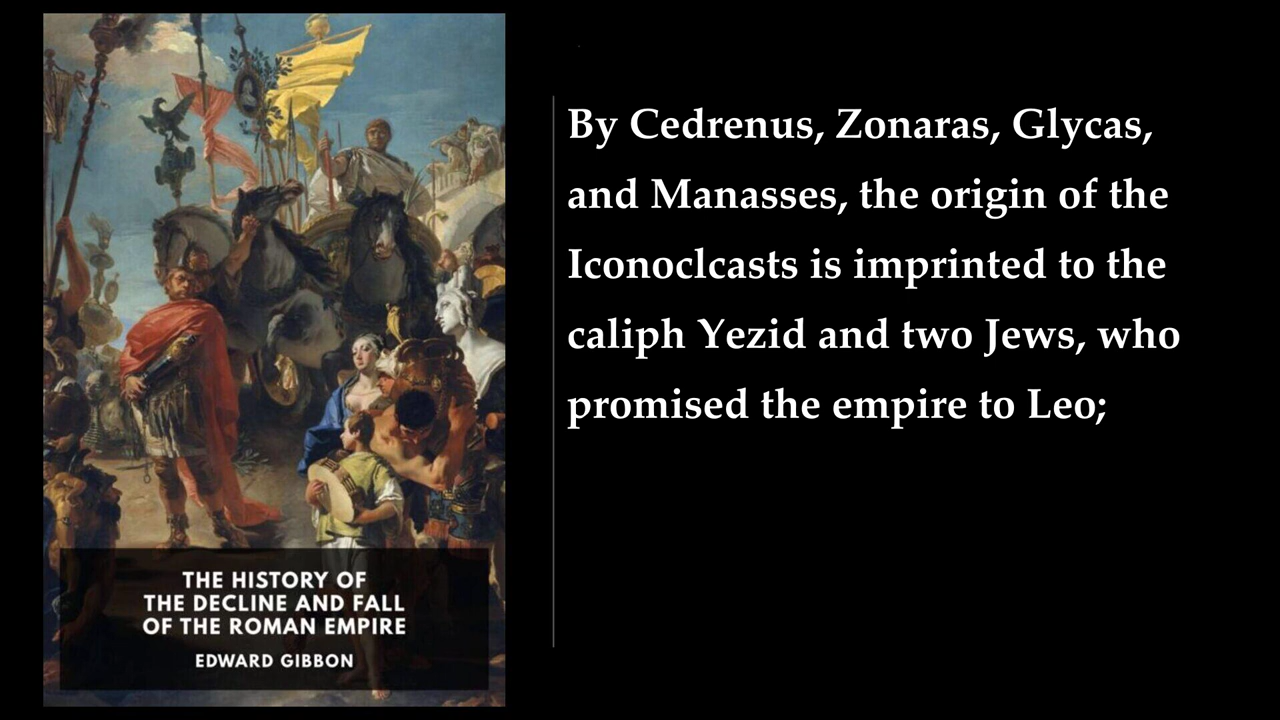 By Cedrenus, Zonaras, Glycas,
and Manasses, the origin of the
Iconoclcasts is imprinted to the
caliph Yezid and two Jews, who
promised the empire to Leo;
THE HISTORY OF
THE DECLINE AND FALL
OF THE ROMAN EMPIRE
EDWARD GIBBON